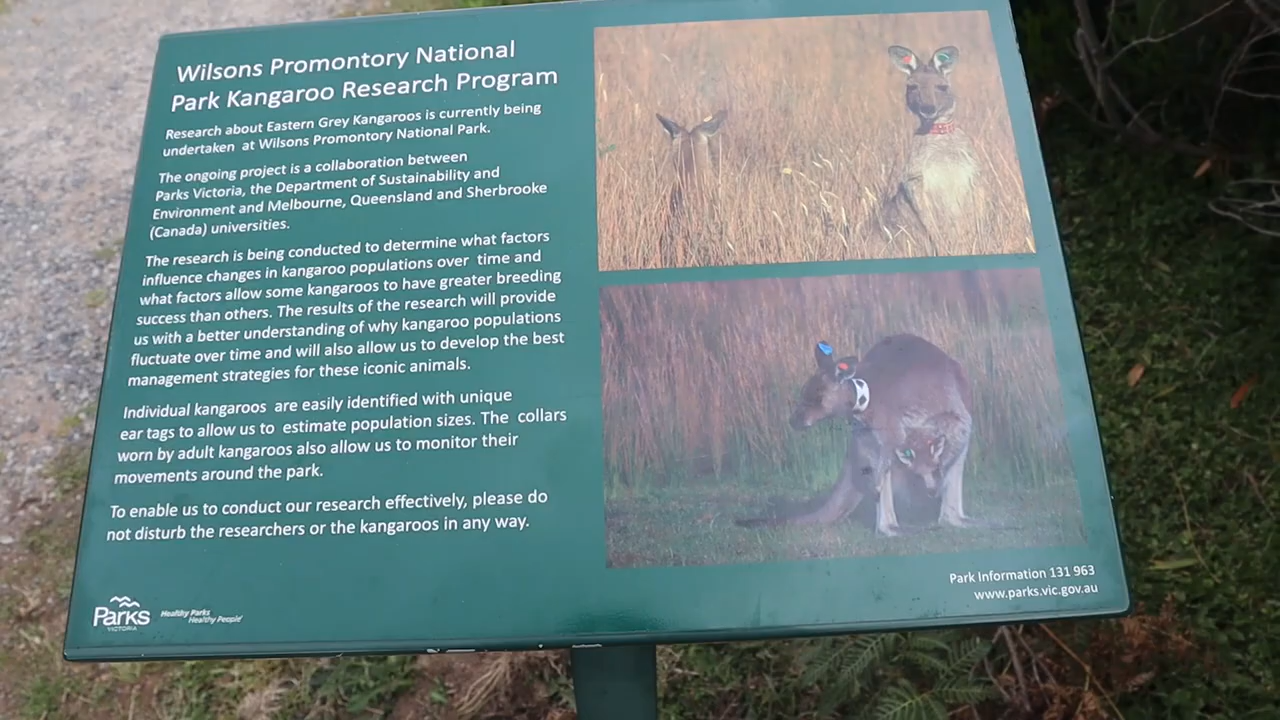 Wilsons Promontory National
Park Kangaroo Research Program
Research about Eastern Grey Kangaroos is currently being
undertaken at Wilsons Promontory National Park.
The ongoing project is a collaboration between
Parks Victoria, the Department of Sustainability and
Environment and Melbourne, Queensland and Sherbrooke
(Canada) universities.
The research is being conducted to determine what factors
influence changes in kangaroo populations over time and
what factors allow some kangaroos to have greater breeding
success than others. The results of the research will provide
us with a better understanding of why kangaroo populations
fluctuate over time and will also allow us to develop the best
management strategies for these iconic animals.
Individual kangaroos are easily identified with unique
ear tags to allow us to estimate population sizes. The collars
worn by adult kangaroos also allow us to monitor their
movements around the park.
To enable us to conduct our research effectively, please do
not disturb the researchers or the kangaroos in any way.
Parks
VICTORIA
Healthy Parks
Healthy People
Park Information 131 963
www.parks.vic.gov.au